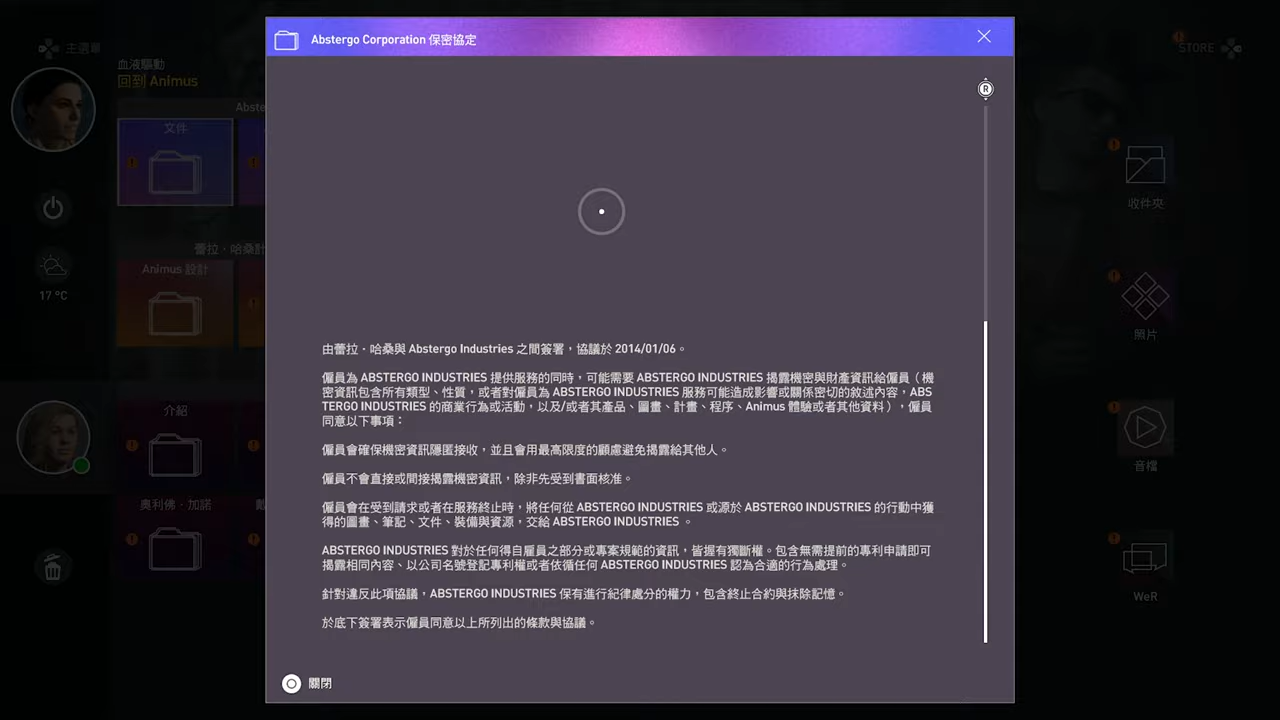 Abstergo Corporation 保密協定
主選單
血液驅動
回到 Animus
STORE
Abste
文件
R
收件夾
蕾拉．哈桑計
Animus 設計
17 °C
照片
由蕾拉．哈桑與 Abstergo Industries 之間簽署，協議於 2014/01/06。
僱員為 ABSTERGO INDUSTRIES 提供服務的同時，可能需要 ABSTERGO INDUSTRIES 揭露機密與財產資訊給僱員（機
密資訊包含所有類型、性質，或者對僱員為 ABSTERGO INDUSTRIES 服務可能造成影響或關係密切的敘述內容，ABS
TERGO INDUSTRIES 的商業行為或活動，以及/或者其產品、圖畫、計畫、程序、Animus 體驗或者其他資料），僱員
同意以下事項：
僱員會確保機密資訊隱匿接收，並且會用最高限度的顧慮避免揭露給其他人。
僱員不會直接或間接揭露機密資訊，除非先受到書面核准。
僱員會在受到請求或者在服務終止時，將任何從 ABSTERGO INDUSTRIES 或源於 ABSTERGO INDUSTRIES 的行動中獲
得的圖畫、筆記、文件、裝備與資源，交給 ABSTERGO INDUSTRIES 。
ABSTERGO INDUSTRIES 對於任何得自雇員之部分或專案規範的資訊，皆握有獨斷權。包含無需提前的專利申請即可
揭露相同內容、以公司名號登記專利權或者依循任何 ABSTERGO INDUSTRIES 認為合適的行為處理。
針對違反此項協議，ABSTERGO INDUSTRIES 保有進行紀律處分的權力，包含終止合約與抹除記憶。
於底下簽署表示僱員同意以上所列出的條款與協議。
介紹
音檔
奧利佛．加諾
戴
WeR
關閉